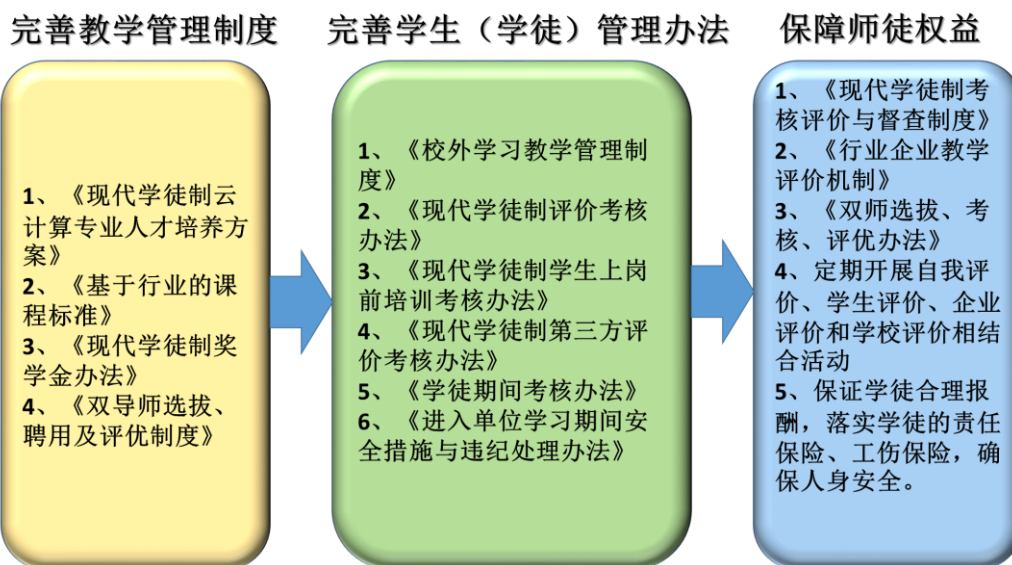 完善教学管理制度
1、《现代学徒制云
计算专业人才培养方
案》
2、《基于行业的课
程标准》
3、《现代学徒制奖
学金办法》
4、《双导师选拔、
聘用及评优制度》
完善学生（学徒）管理办法
1、《校外学习教学管理制
度》
2、《现代学徒制评价考核
办法》
3、《现代学徒制学生上岗
前培训考核办法》
4、《现代学徒制第三方评
价考核办法》
5、《学徒期间考核办法》
6、《进入单位学习期间安
全措施与违纪处理办法》
保障师徒权益
1、《现代学徒制考
核评价与督查制度》
2、《行业企业教学
评价机制》
3、《双师选拔、考
核、评优办法》
4、定期开展自我评
价、学生评价、企业
评价和学校评价相结
合活动
5、保证学徒合理报
酬，落实学徒的责任
保险、工伤保险，确
保人身安全。